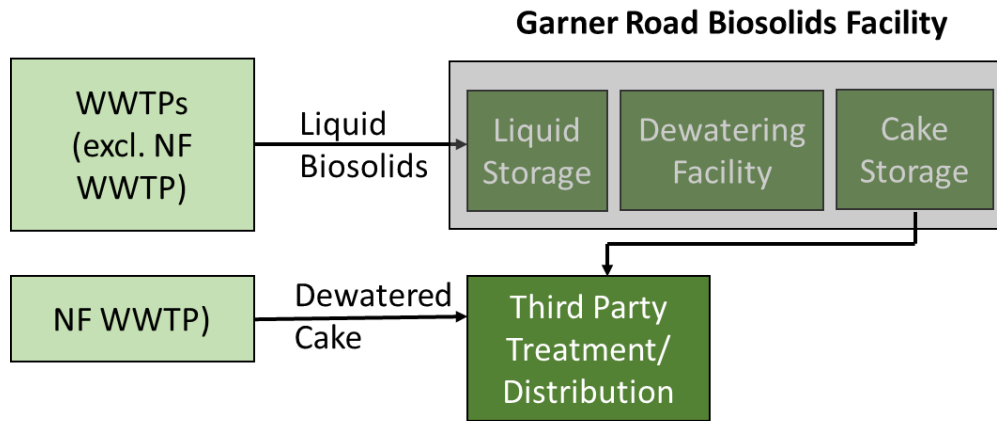 Garner Road Biosolids Facility
WWTPs
(excl. NF
WWTP)
Liquid
Biosolids
Liquid
Storage
Dewatering
Facility
Cake
Storage
NF WWTP)
Dewatered
Cake
Third Party
Treatment/
Distribution